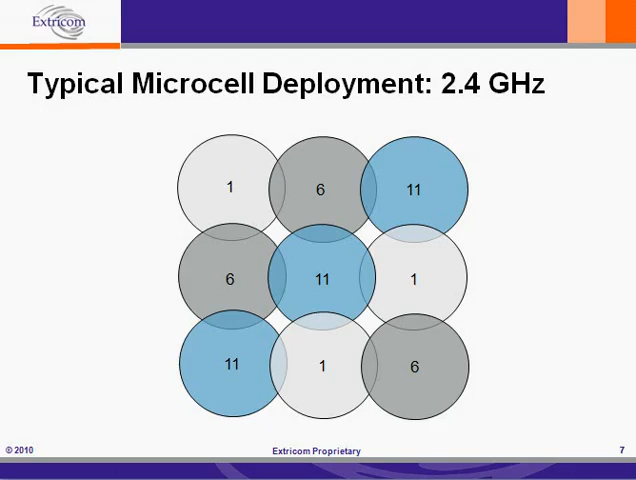 Extricom
Typical Microcell Deployment: 2.4 GHz
1 6 11
6 11 1
11 1 6
© 2010 Extricom Proprietary 7